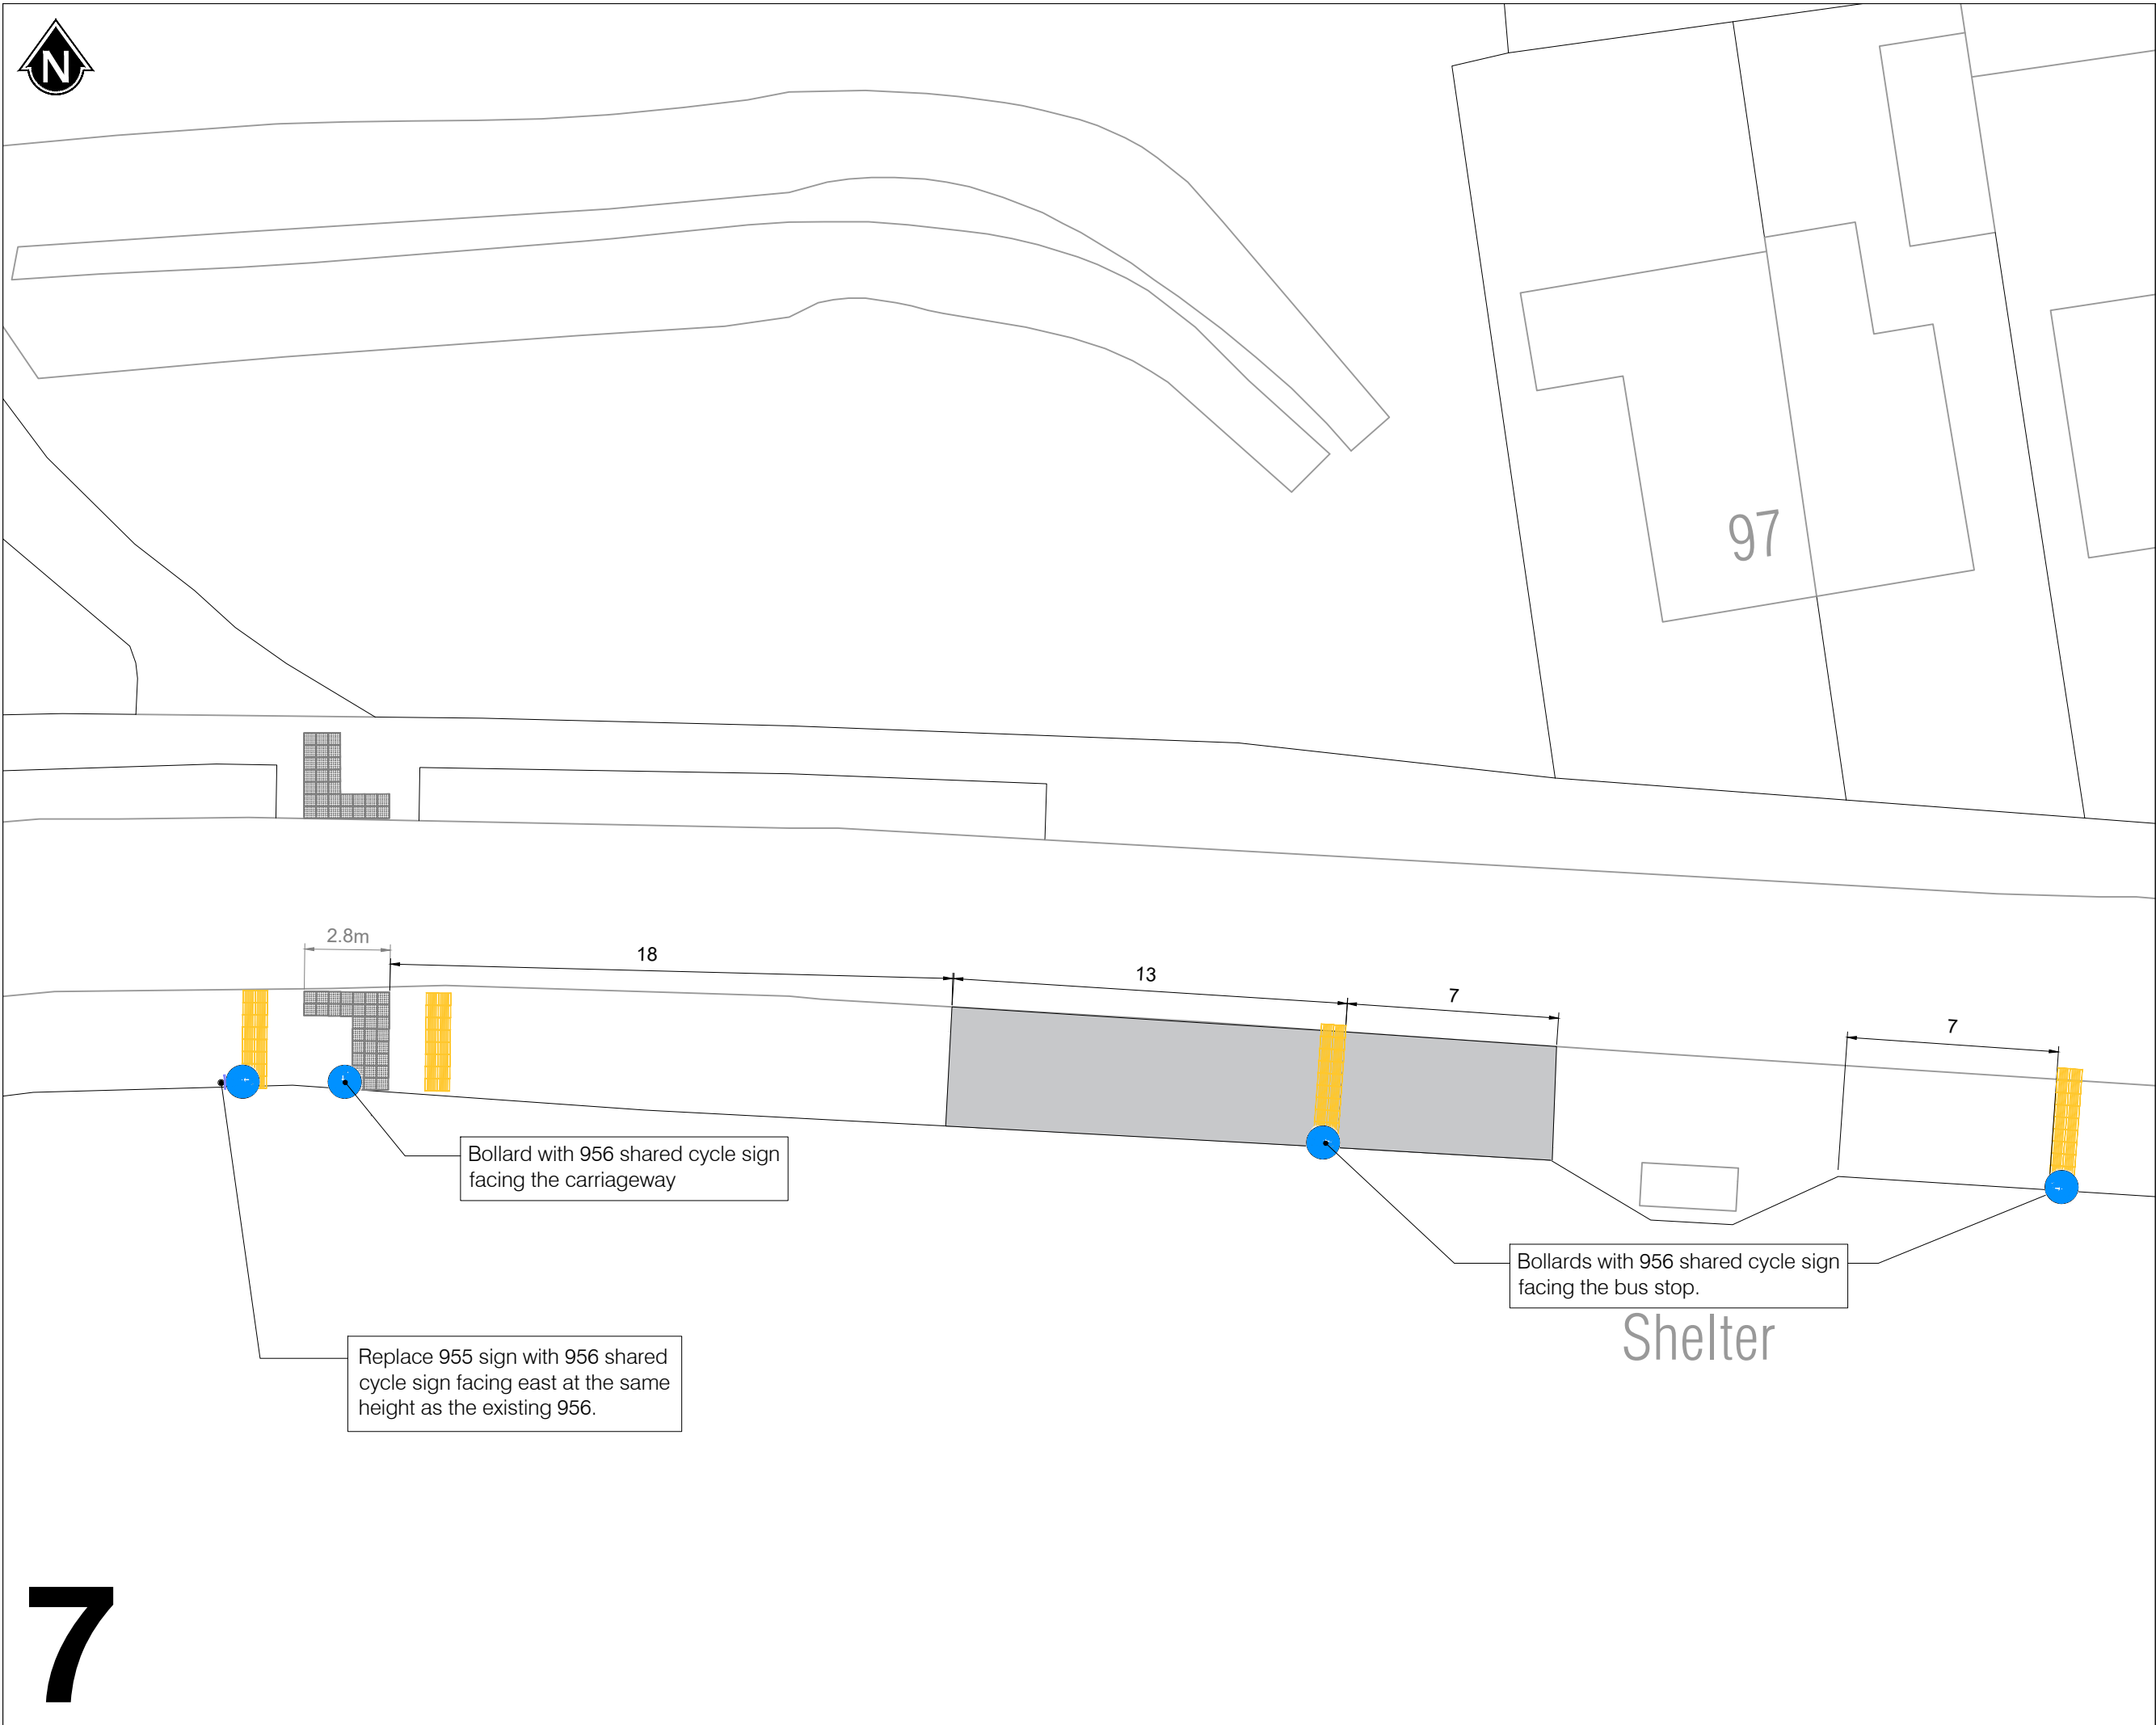 N
97
2.8m
18
13
7
7
Bollard with 956 shared cycle sign
facing the carriageway
Bollards with 956 shared cycle sign
facing the bus stop.
Shelter
Replace 955 sign with 956 shared
cycle sign facing east at the same
height as the existing 956.
7